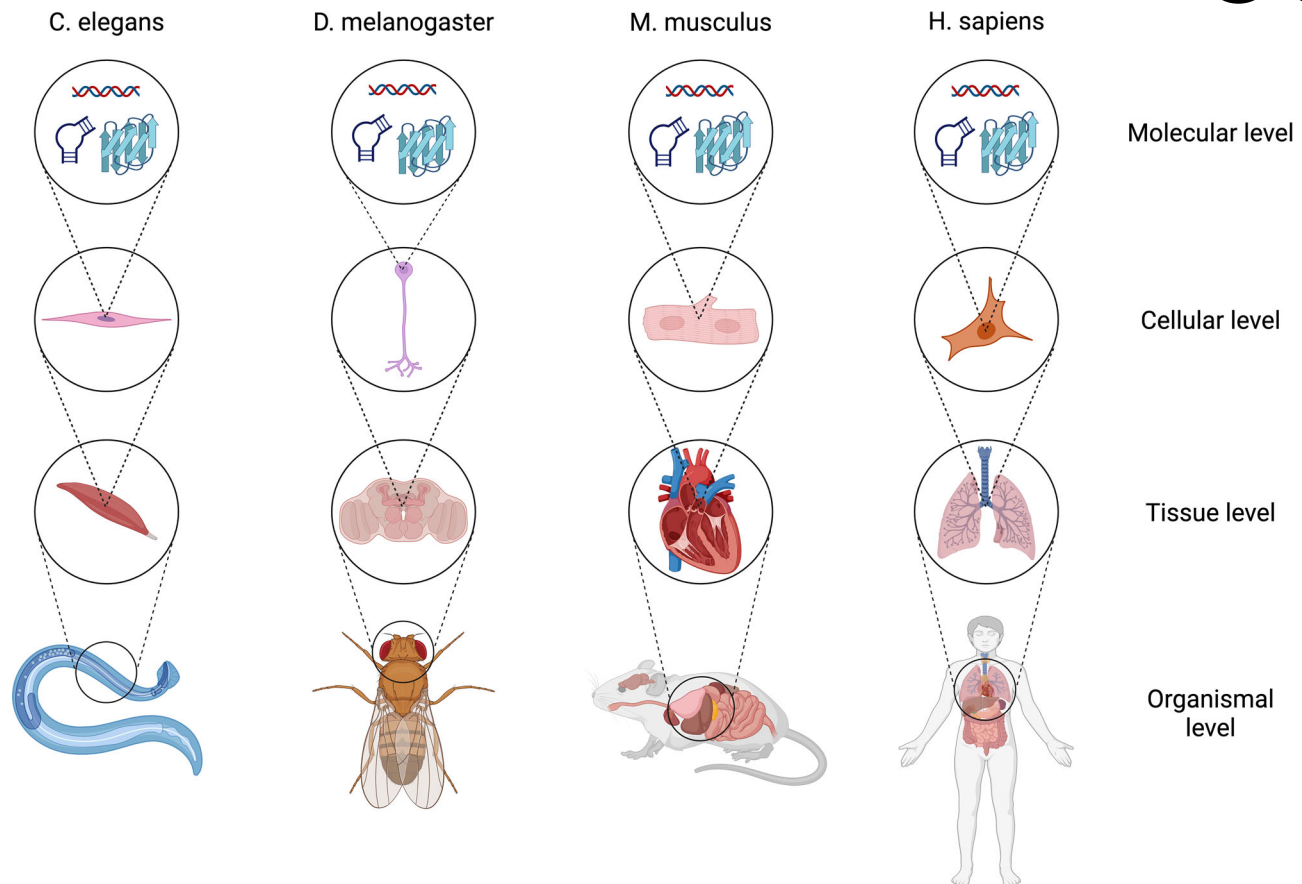 C. elegans
D. melanogaster
M. musculus
H. sapiens
Molecular level
Cellular level
Tissue level
Organismal
level